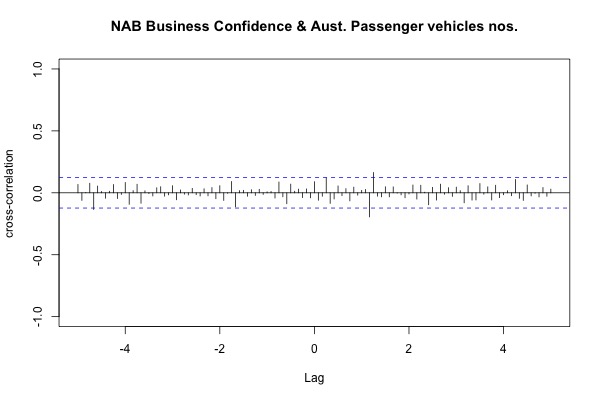 NAB Business Confidence & Aust. Passenger vehicles nos.
cross-correlation
1.0
0.5
0.0
-0.5
-1.0
-4 -2 0 2 4
Lag